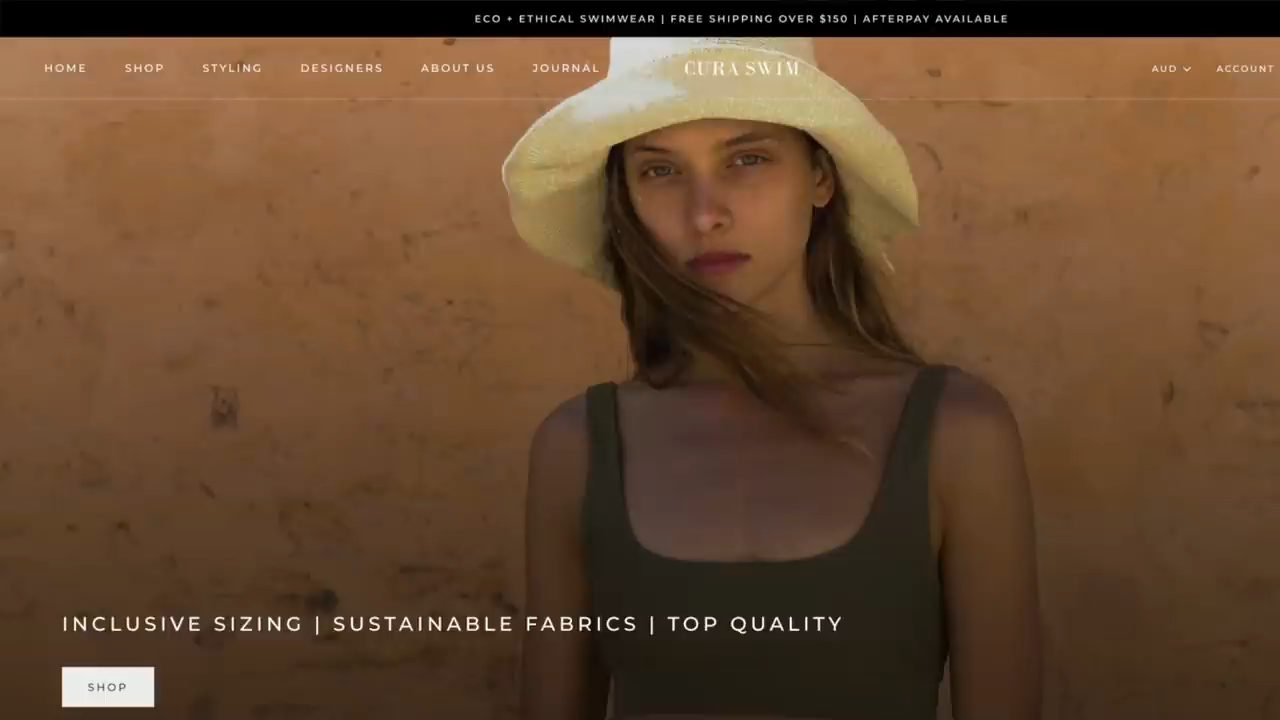 ECO + ETHICAL SWIMWEAR | FREE SHIPPING OVER $150 | AFTERPAY AVAILABLE
HOME SHOP STYLING DESIGNERS ABOUT US JOURNAL CURA SWIM AUD ACCOUNT
INCLUSIVE SIZING | SUSTAINABLE FABRICS | TOP QUALITY
SHOP